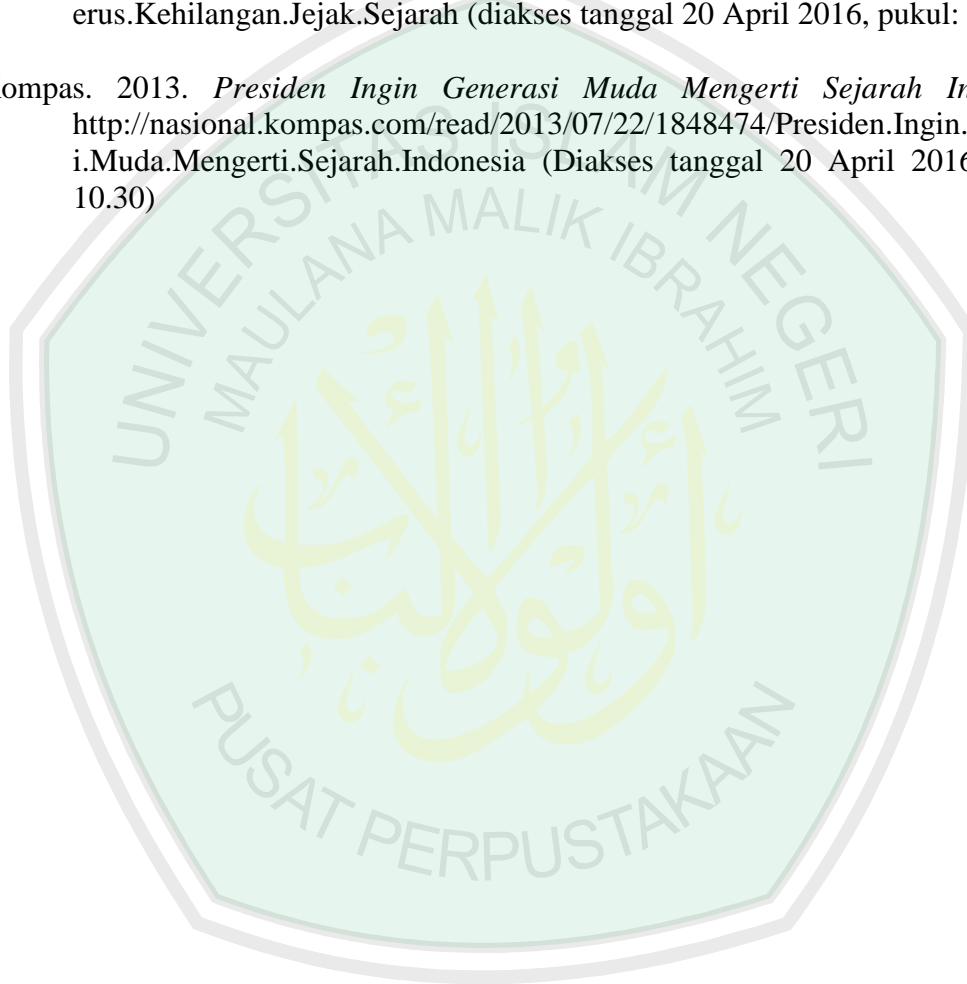 erus.Kehilangan.Jejak.Sejarah (diakses tanggal 20 April 2016, pukul:
ompas. 2013. Presiden Ingin Generasi Muda Mengerti Sejarah In
http://nasional.kompas.com/read/2013/07/22/1848474/Presiden.Ingin.
i.Muda.Mengerti.Sejarah.Indonesia (Diakses tanggal 20 April 2016
10.30)
UNIVERSITAS ISLAM NEGERI
MAULANA MALIK IBRAHIM
أولوا الألباب
PUSAT PERPUSTAKAAN